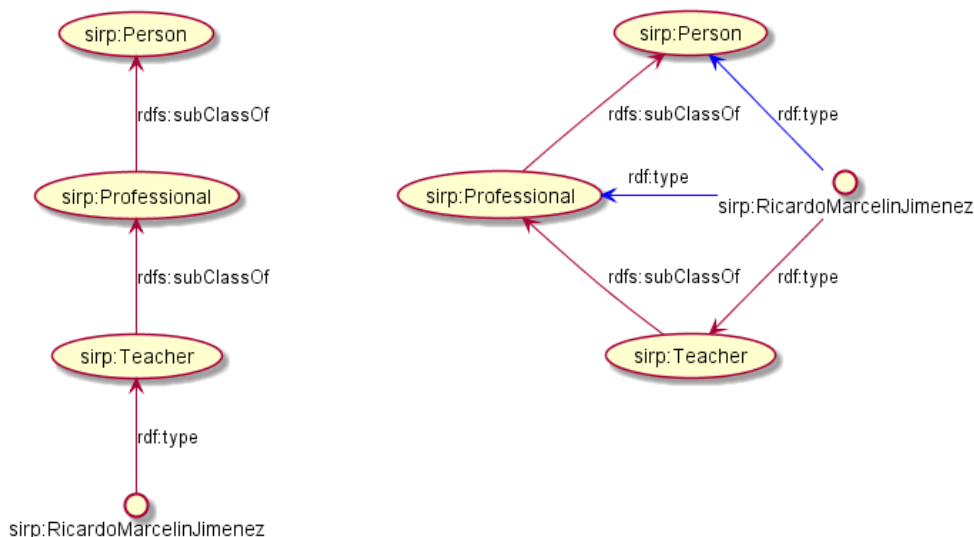 sirp:Person
rdfs:subClassOf
sirp:Professional
rdfs:subClassOf
sirp:Teacher
rdf:type
sirp:RicardoMarcelinJimenez
sirp:Person
rdfs:subClassOf
rdf:type
sirp:Professional
rdf:type
sirp:RicardoMarcelinJimenez
rdfs:subClassOf
rdf:type
sirp:Teacher